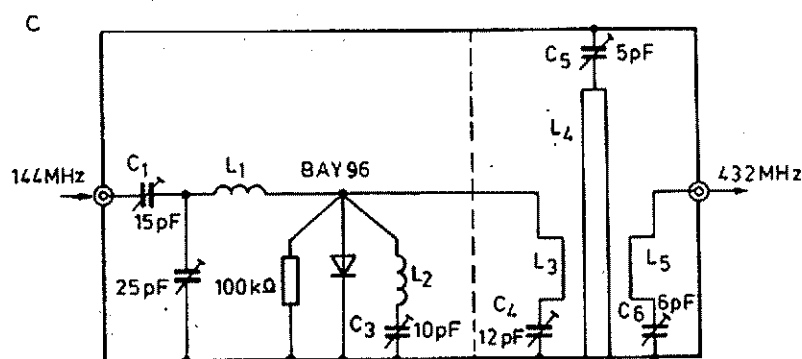 C
C5 5pF
L4
144MHz
C1
L1
BAY96
432MHz
15pF
25pF
100kΩ
L2
L3
L5
C3 10pF
C4
12pF
C6 6pF